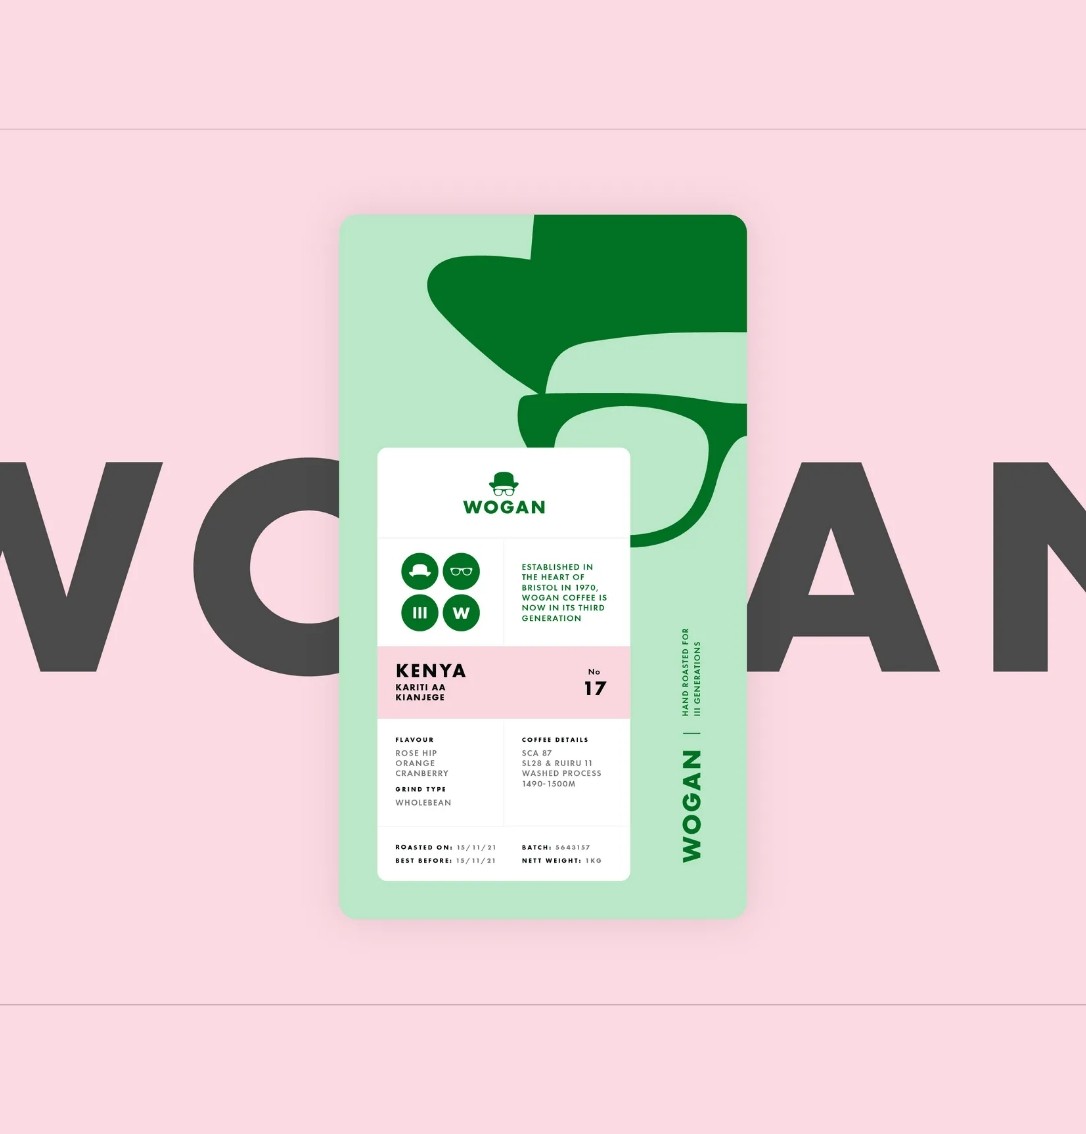 WOGAN
WOGAN
III
W
ESTABLISHED IN
THE HEART OF
BRISTOL IN 1970,
WOGAN COFFEE IS
NOW IN ITS THIRD
GENERATION
KENYA
KARITI AA
KIANJEGE
No
17
FLAVOUR
ROSE HIP
ORANGE
CRANBERRY
GRIND TYPE
WHOLEBEAN
COFFEE DETAILS
SCA 87
SL28 & RUIRU 11
WASHED PROCESS
1490-1500M
ROASTED ON: 15/11/21
BEST BEFORE: 15/11/21
BATCH: 5643157
NETT WEIGHT: 1KG
WOGAN | HAND ROASTED FOR
III GENERATIONS